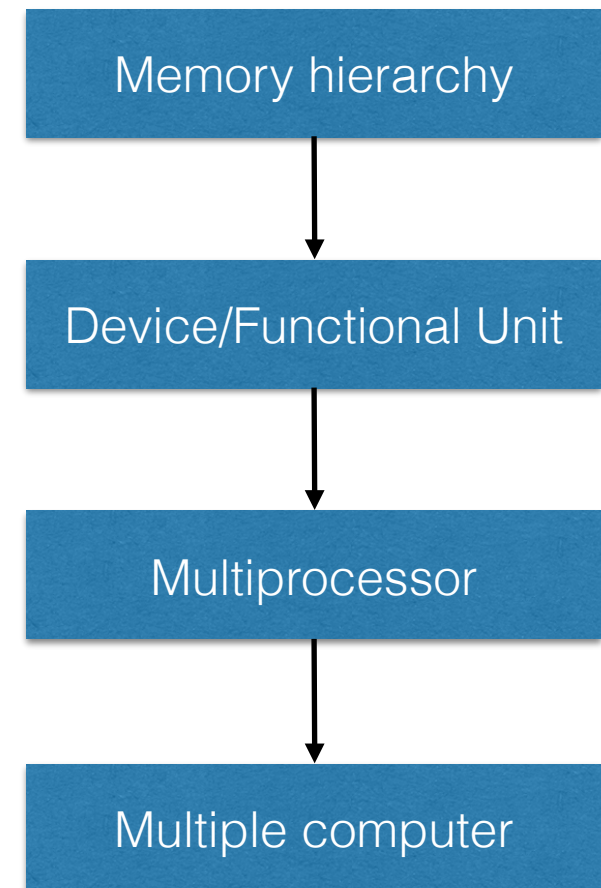 Memory hierarchy
Device/Functional Unit
Multiprocessor
Multiple computer